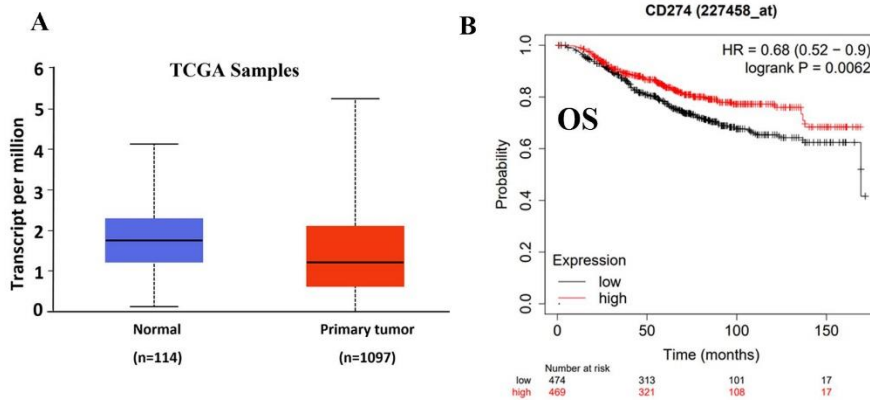 A
TCGA Samples
Transcript per million
6
5
4
3
2
1
0
Normal
Primary tumor
(n=114)
(n=1097)
B
CD274 (227458_at)
HR = 0.68 (0.52 − 0.9)
logrank P = 0.0062
OS
Probability
1.0
0.8
0.6
0.4
0.2
0.0
Expression
low
high
0
50
100
150
Time (months)
Number at risk
low 474 313 101 17
high 469 321 108 17